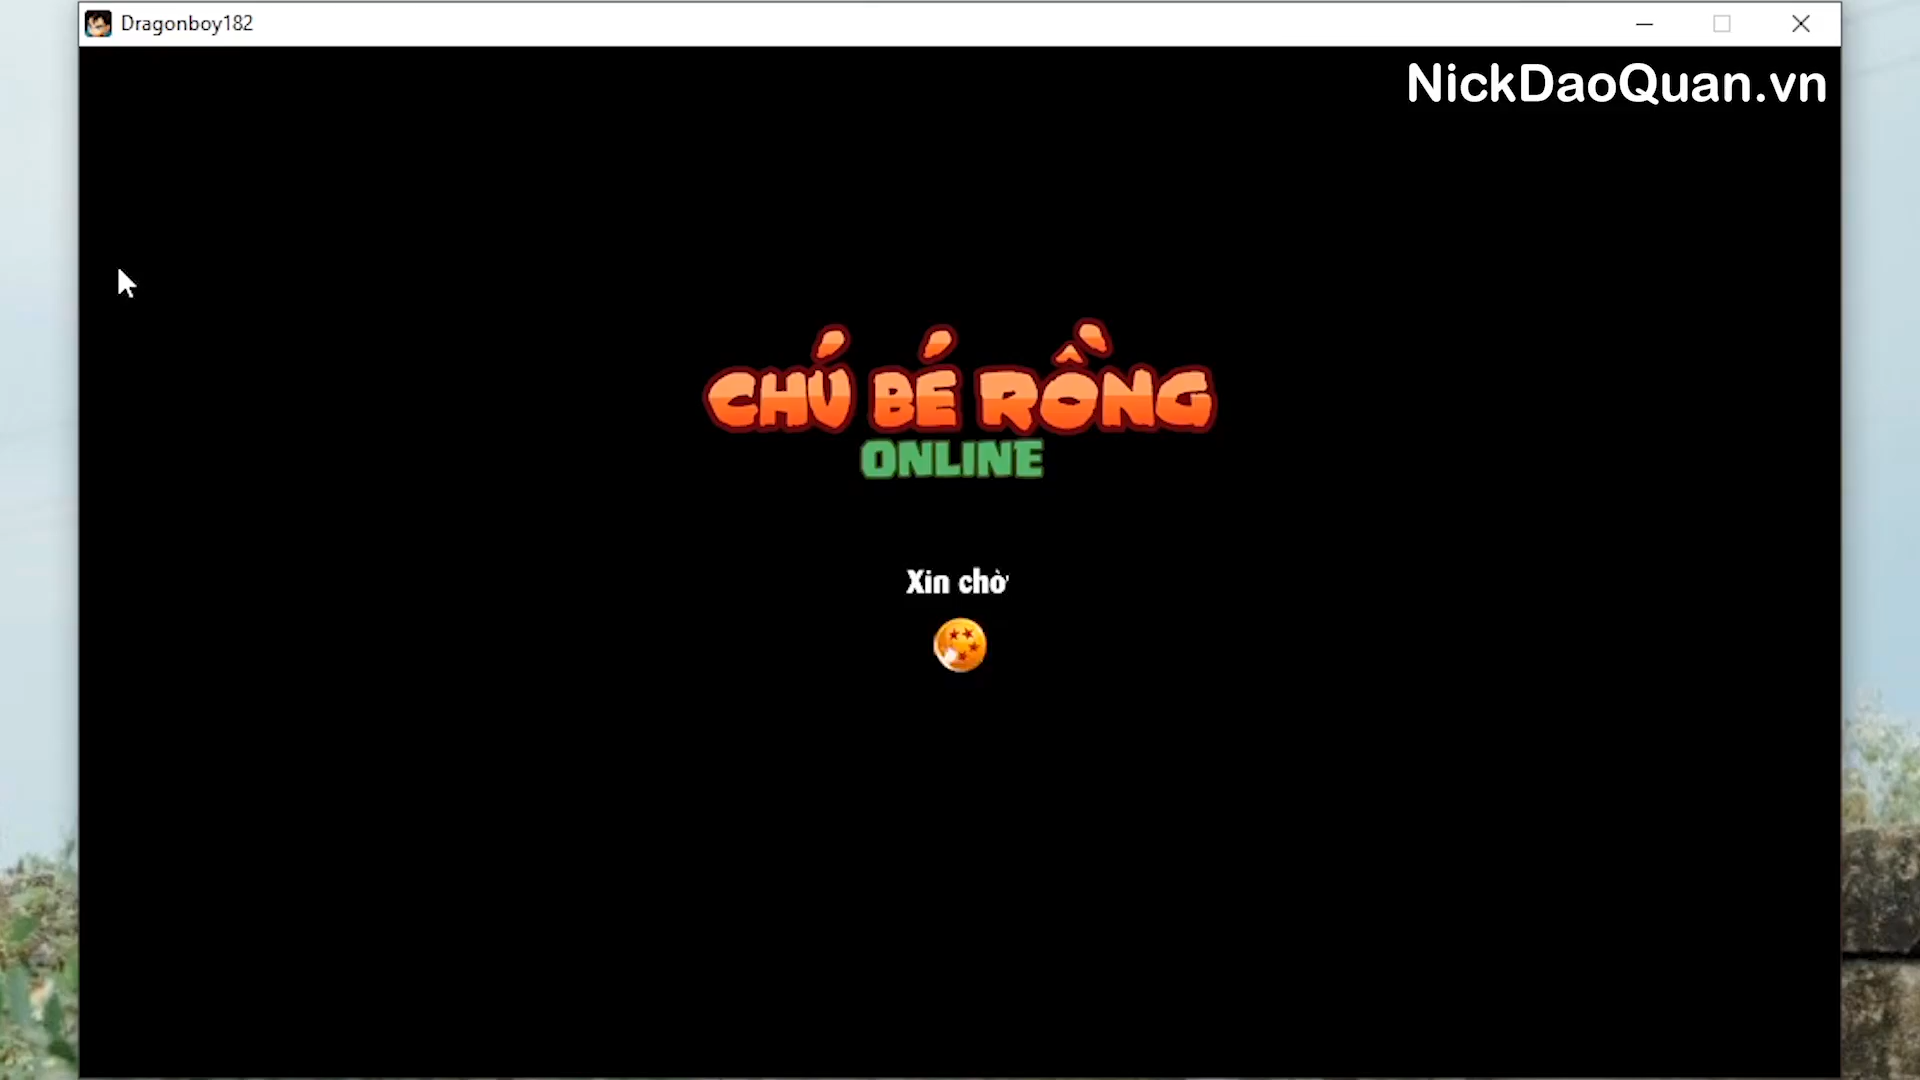 Dragonboy182
NickDaoQuan.vn
CHÚ BÉ RỒNG
ONLINE
Xin chờ